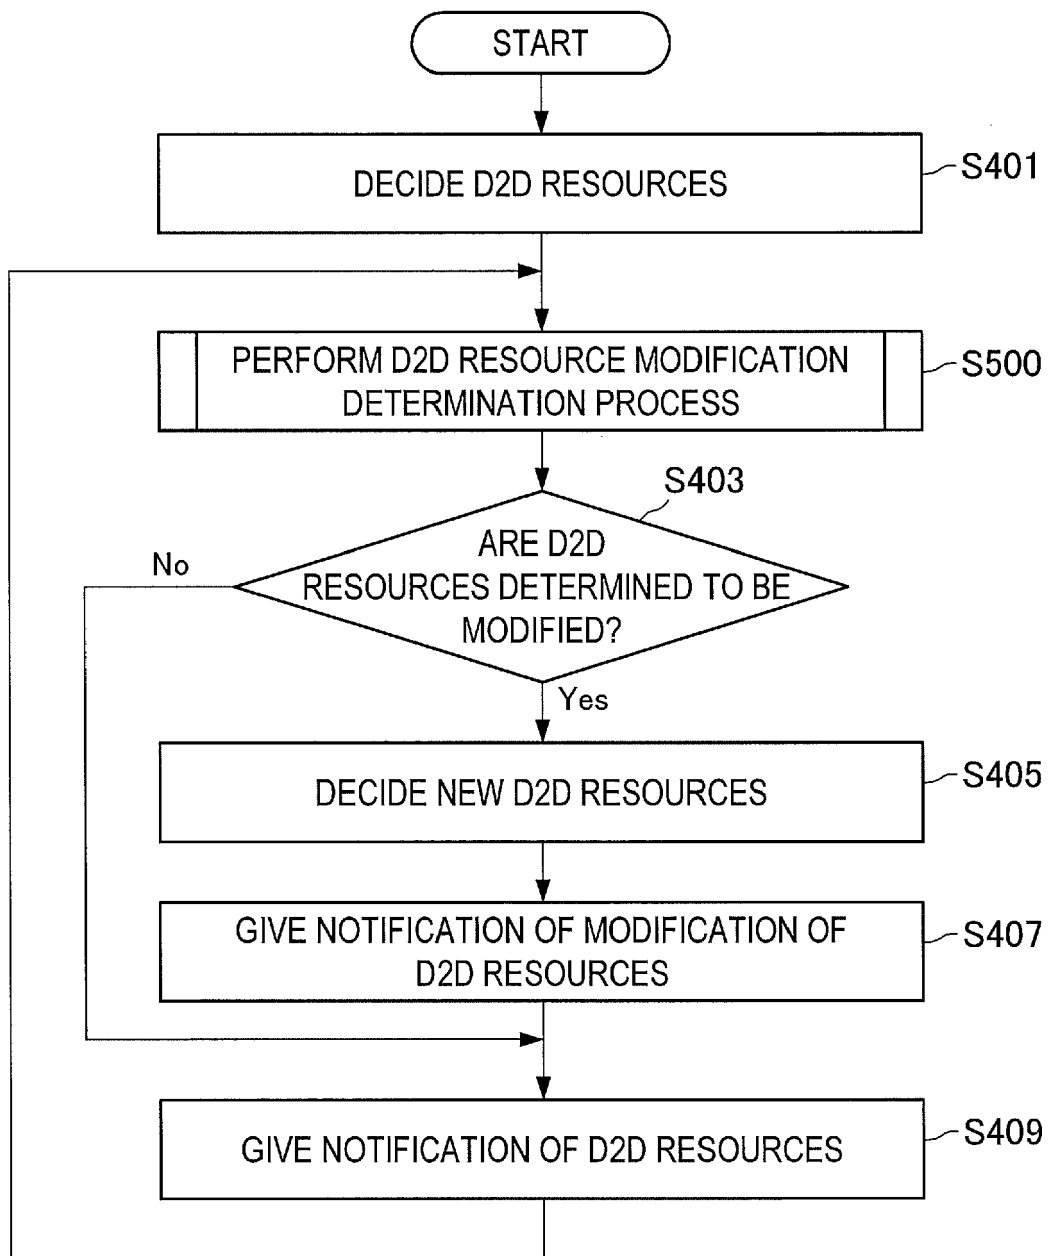 START
DECIDE D2D RESOURCES
S401
PERFORM D2D RESOURCE MODIFICATION
DETERMINATION PROCESS
S500
S403
ARE D2D
RESOURCES DETERMINED TO BE
MODIFIED?
No
Yes
DECIDE NEW D2D RESOURCES
S405
GIVE NOTIFICATION OF MODIFICATION OF
D2D RESOURCES
S407
GIVE NOTIFICATION OF D2D RESOURCES
S409